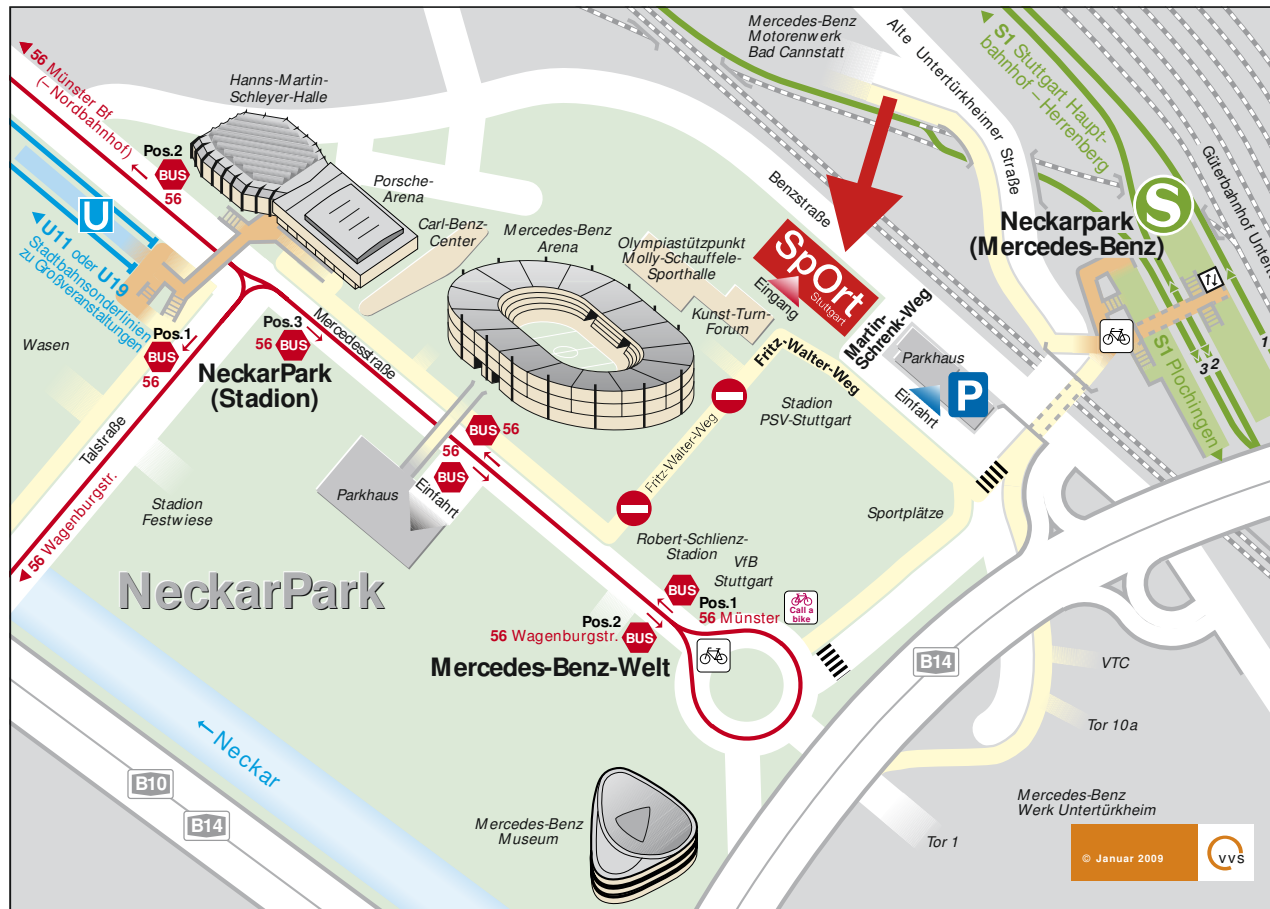 56 Münster Bf
(– Nordbahnhof)
Hanns-Martin-
Schleyer-Halle
Mercedes-Benz
Motorenwerk
Bad Cannstatt
Alte Untertürkheimer Straße
S1 Stuttgart Haupt-
bahnhof – Herrenberg
Güterbahnhof Untert
Pos.2
BUS
56
U
U11 oder U19
Stadtbahnsonderlinien
zu Großveranstaltungen
Porsche-
Arena
Carl-Benz-
Center
Mercedes-Benz
Arena
Olympiastützpunkt
Molly-Schauffele-
Sporthalle
Kunst-Turn-
Forum
Benzstraße
SpOrt
Stuttgart
Eingang
Neckarpark
(Mercedes-Benz)
S
Martin-
Schrenk-Weg
Fritz-Walter-Weg
Parkhaus
Einfahrt
P
S1 Plochingen
3
2
1
Wasen
Pos.1
BUS
56
Pos.3
56
BUS
Mercedesstraße
NeckarPark
(Stadion)
Talstraße
56 Wagenburgstr.
Stadion
Festwiese
Parkhaus
Einfahrt
BUS
56
56
BUS
Stadion
PSV-Stuttgart
Fritz-Walter-Weg
Sportplätze
Robert-Schlienz-
Stadion
VfB
Stuttgart
NeckarPark
BUS
Pos.1
56 Münster
Call a
bike
Pos.2
56 Wagenburgstr.
BUS
Mercedes-Benz-Welt
B14
VTC
Tor 10a
Neckar
B10
B14
Mercedes-Benz
Museum
Mercedes-Benz
Werk Untertürkheim
Tor 1
© Januar 2009
VVS